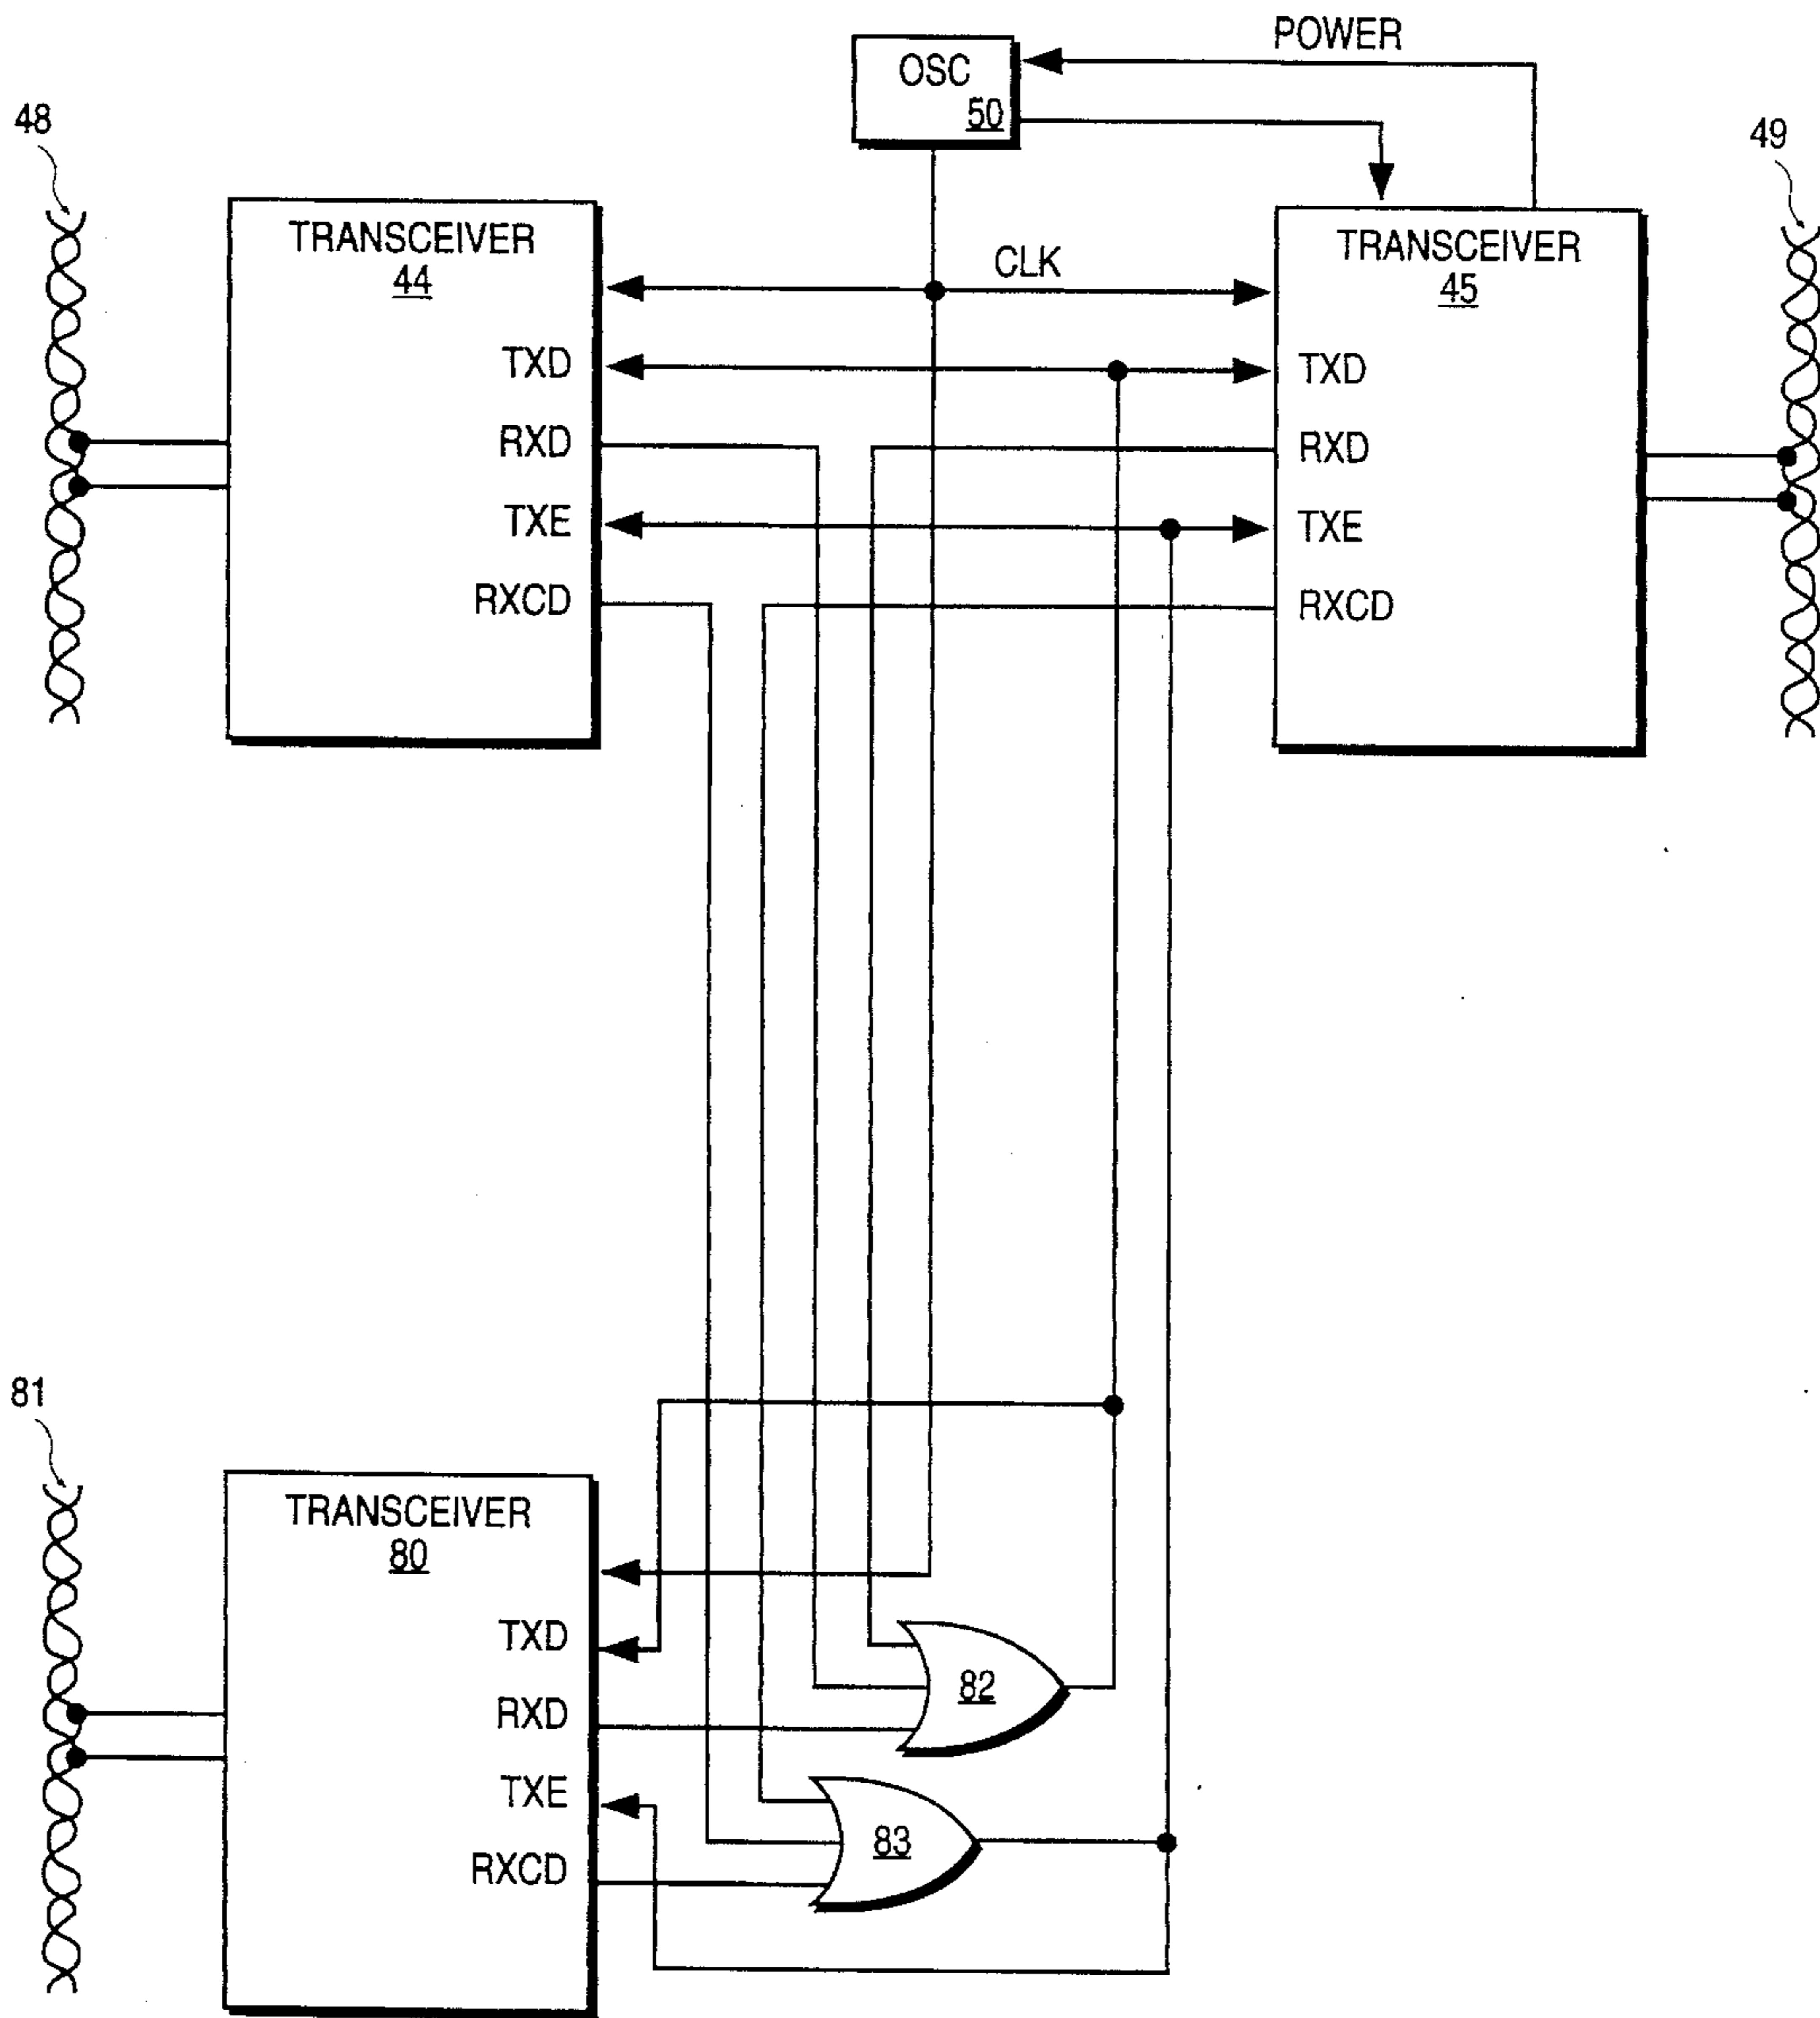 POWER
OSC
50
48
49
TRANSCEIVER
44
TRANSCEIVER
45
CLK
TXD
TXD
RXD
RXD
TXE
TXE
RXCD
RXCD
81
TRANSCEIVER
80
TXD
RXD
82
TXE
RXCD
83